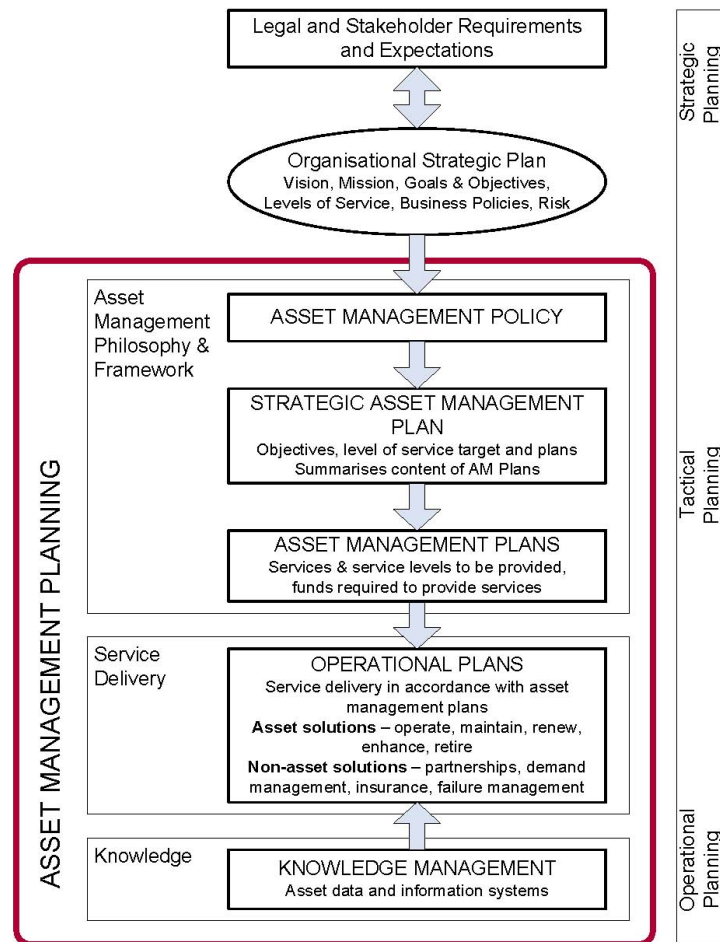 Legal and Stakeholder Requirements
and Expectations
Organisational Strategic Plan
Vision, Mission, Goals & Objectives,
Levels of Service, Business Policies, Risk
Asset
Management
Philosophy &
Framework
ASSET MANAGEMENT POLICY
STRATEGIC ASSET MANAGEMENT
PLAN
Objectives, level of service target and plans
Summarises content of AM Plans
ASSET MANAGEMENT PLANS
Services & service levels to be provided,
funds required to provide services
Service
Delivery
OPERATIONAL PLANS
Service delivery in accordance with asset
management plans
Asset solutions – operate, maintain, renew,
enhance, retire
Non-asset solutions – partnerships, demand
management, insurance, failure management
Knowledge
KNOWLEDGE MANAGEMENT
Asset data and information systems
ASSET MANAGEMENT PLANNING
Strategic
Planning
Tactical
Planning
Operational
Planning